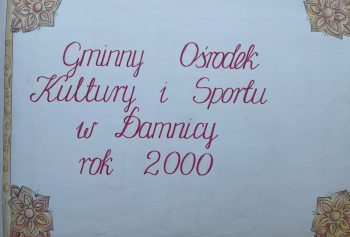 Gminny Ośrodek
Kultury i Sportu
w Damnicy
rok 2000